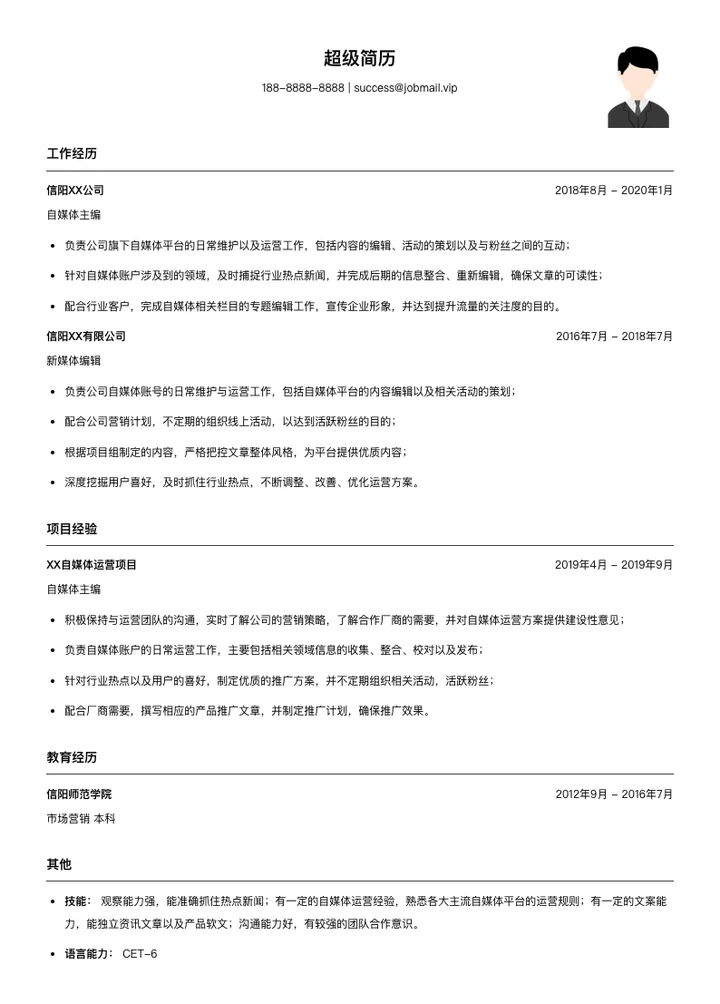 超级简历
188-8888-8888 | success@jobmail.vip
工作经历
信阳XX公司 2018年8月 – 2020年1月
自媒体主编
• 负责公司旗下自媒体平台的日常维护以及运营工作，包括内容的编辑、活动的策划以及与粉丝之间的互动；
• 针对自媒体账户涉及到的领域，及时捕捉行业热点新闻，并完成后期的信息整合、重新编辑，确保文章的可读性；
• 配合行业客户，完成自媒体相关栏目的专题编辑工作，宣传企业形象，并达到提升流量的关注度的目的。
信阳XX有限公司 2016年7月 – 2018年7月
新媒体编辑
• 负责公司自媒体账号的日常维护与运营工作，包括自媒体平台的内容编辑以及相关活动的策划；
• 配合公司营销计划，不定期的组织线上活动，以达到活跃粉丝的目的；
• 根据项目组制定的内容，严格把控文章整体风格，为平台提供优质内容；
• 深度挖掘用户喜好，及时抓住行业热点，不断调整、改善、优化运营方案。
项目经验
XX自媒体运营项目 2019年4月 – 2019年9月
自媒体主编
• 积极保持与运营团队的沟通，实时了解公司的营销策略，了解合作厂商的需要，并对自媒体运营方案提供建设性意见；
• 负责自媒体账户的日常运营工作，主要包括相关领域信息的收集、整合、校对以及发布；
• 针对行业热点以及用户的喜好，制定优质的推广方案，并不定期组织相关活动，活跃粉丝；
• 配合厂商需要，撰写相应的产品推广文章，并制定推广计划，确保推广效果。
教育经历
信阳师范学院 2012年9月 – 2016年7月
市场营销 本科
其他
• 技能： 观察能力强，能准确抓住热点新闻；有一定的自媒体运营经验，熟悉各大主流自媒体平台的运营规则；有一定的文案能
力，能独立资讯文章以及产品软文；沟通能力好，有较强的团队合作意识。
• 语言能力： CET-6